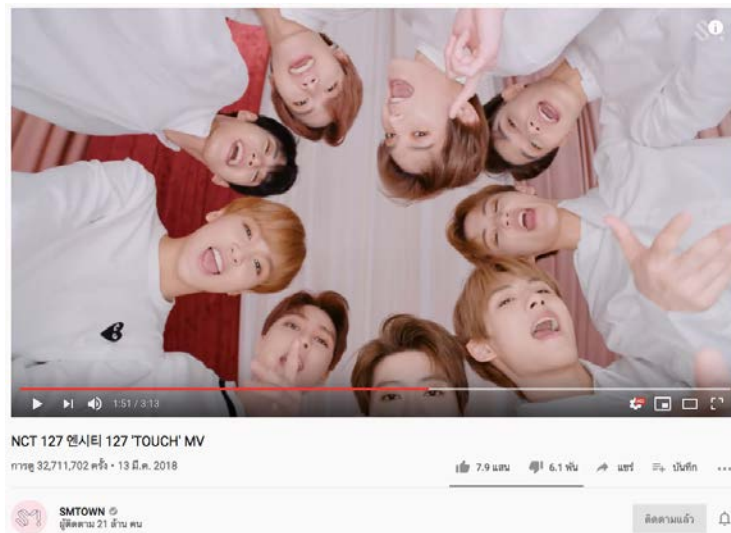 1:51 / 3:13
NCT 127 엔시티 127 'TOUCH' MV
การดู 32,711,702 ครั้ง • 13 มี.ค. 2018
7.9 แสน 6.1 พัน แชร์ บันทึก
SMTOWN
ผู้ติดตาม 21 ล้าน คน
ติดตามแล้ว